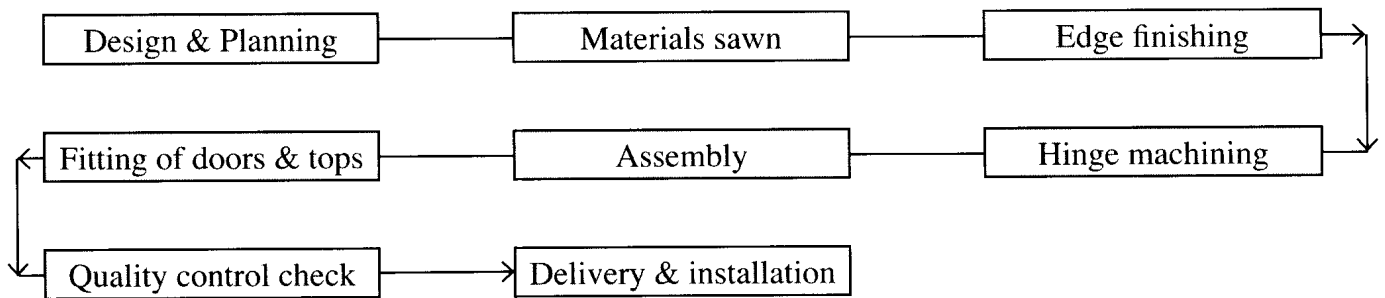 Design & Planning
Materials sawn
Edge finishing
Hinge machining
Assembly
Fitting of doors & tops
Quality control check
Delivery & installation